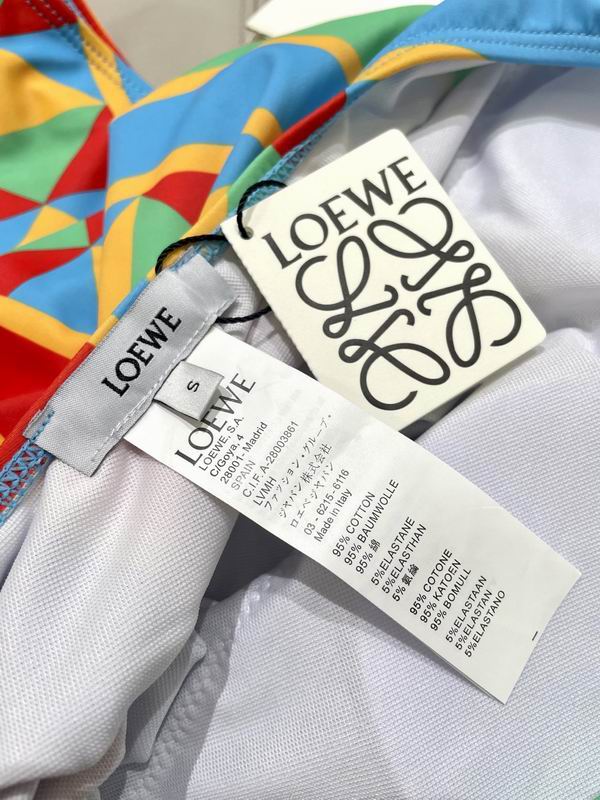 LOEWE
LOEWE
S
LOEWE
LOEWE, S.A.
C/Goya, 4
28001- Madrid
SPAIN
C.I.F A-28003861
LVMH
ファッション・グループ・
ジャパン株式会社
ロエベジャパン
03 - 6215-6116
Made in Italy
95% COTTON
95% BAUMWOLLE
95% 綿
5%ELASTANE
5%ELASTHAN
5%
95% COTONE
95% KATOEN
95% BOMULL
5%ELASTAAN
5%ELASTAN
5%ELASTANO